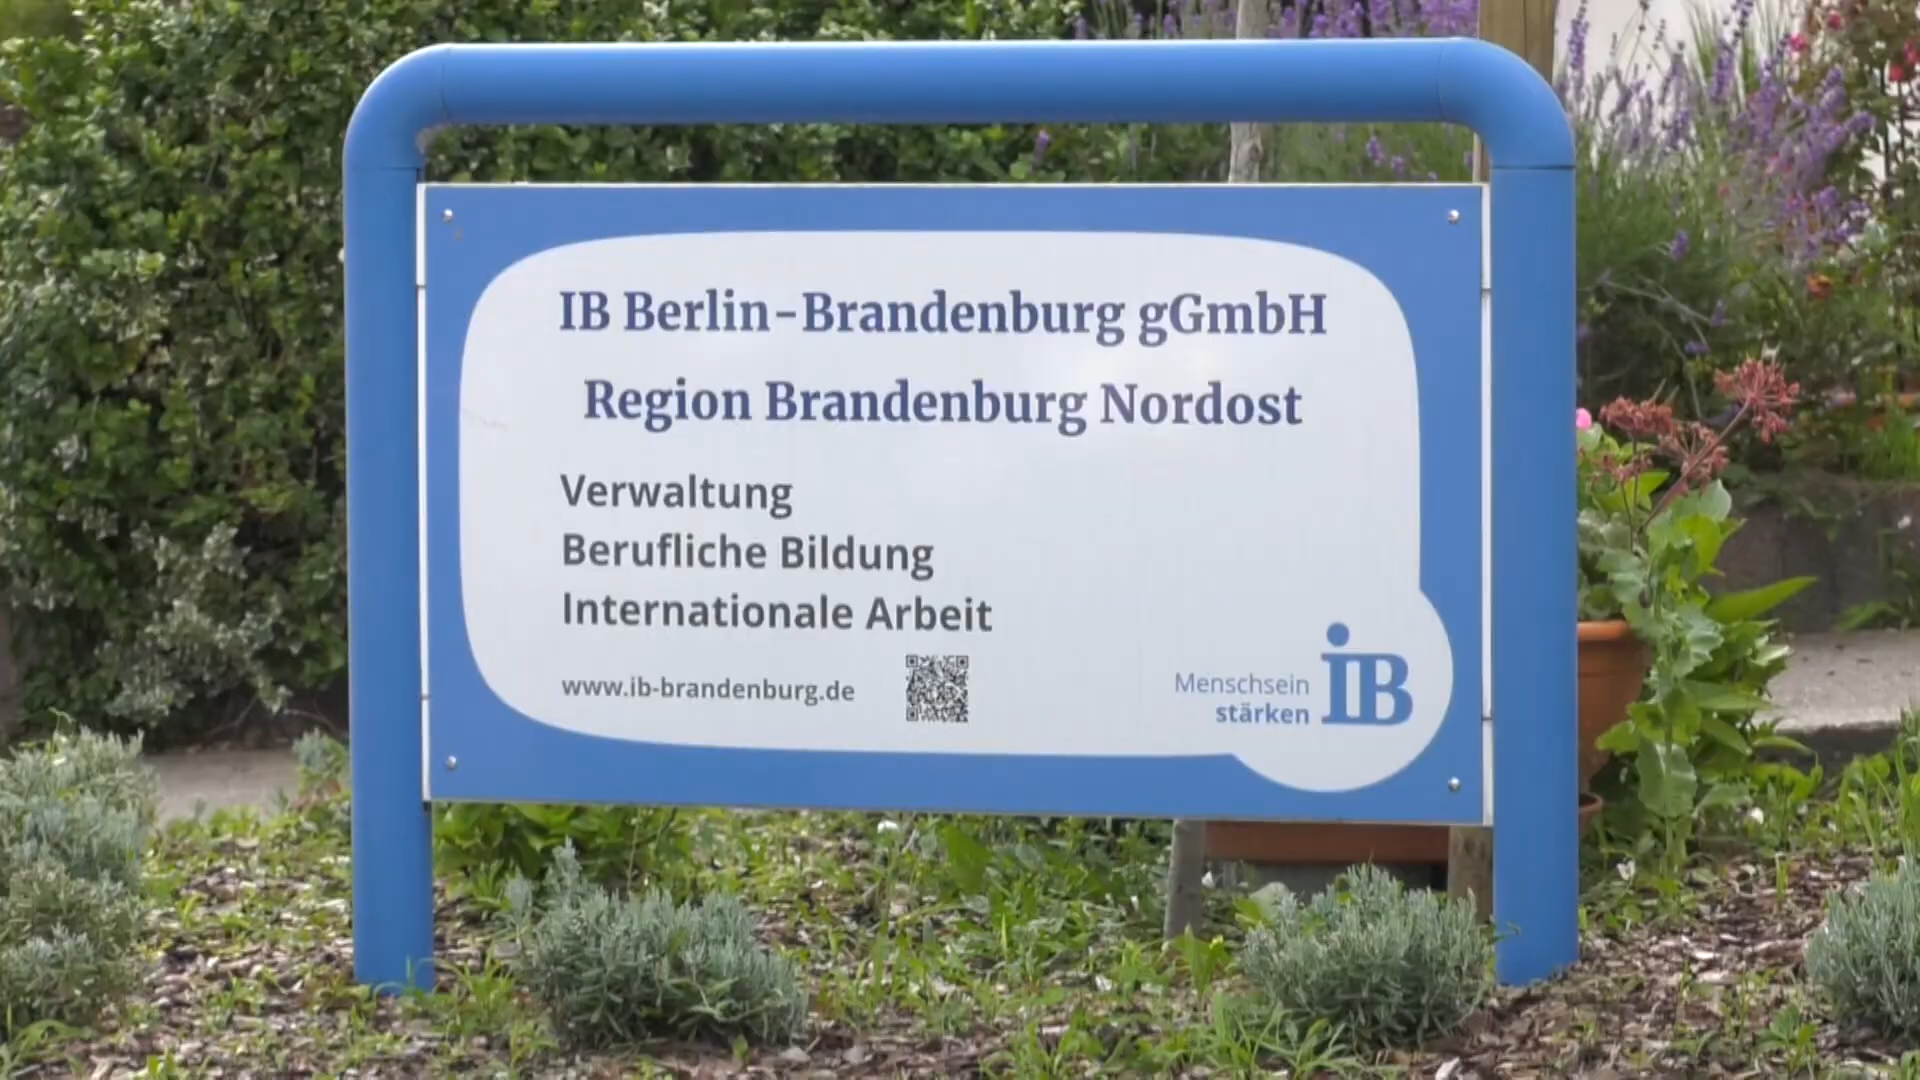 IB Berlin-Brandenburg gGmbH
Region Brandenburg Nordost
Verwaltung
Berufliche Bildung
Internationale Arbeit
www.ib-brandenburg.de
Menschsein
stärken
iB